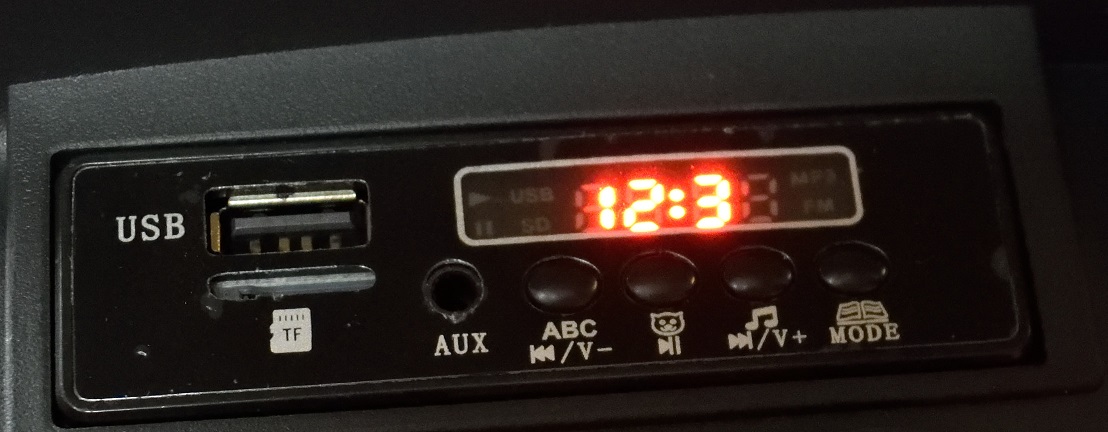 USB
USB
SD
12:3
MP3
FM
TF
AUX
ABC
⏮/V-
⏯
⏭/V+
MODE